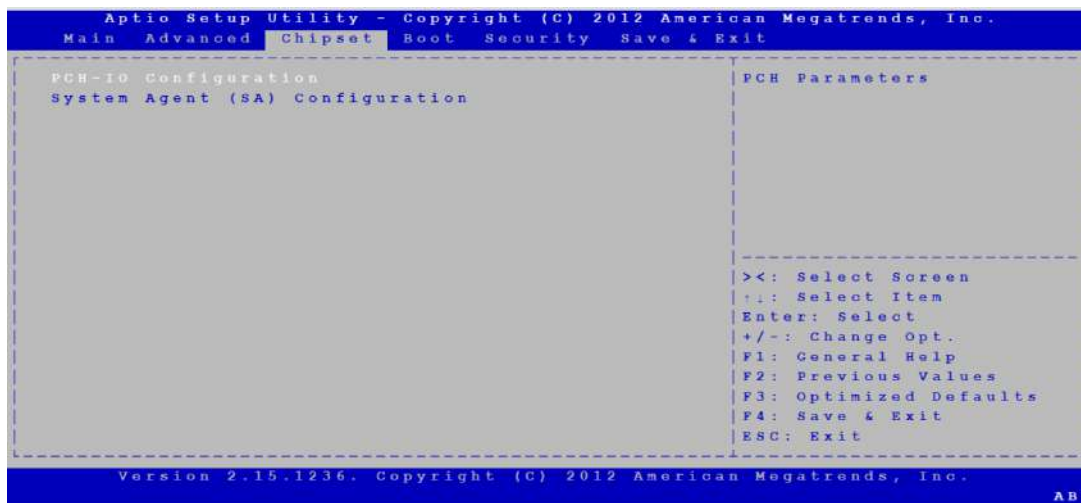 Aptio Setup Utility - Copyright (C) 2012 American Megatrends, Inc.
Main Advanced Chipset Boot Security Save & Exit
PCH-IO Configuration
System Agent (SA) Configuration
PCH Parameters
><: Select Screen
↑↓: Select Item
Enter: Select
+/-: Change Opt.
F1: General Help
F2: Previous Values
F3: Optimized Defaults
F4: Save & Exit
ESC: Exit
Version 2.15.1236. Copyright (C) 2012 American Megatrends, Inc.
AB